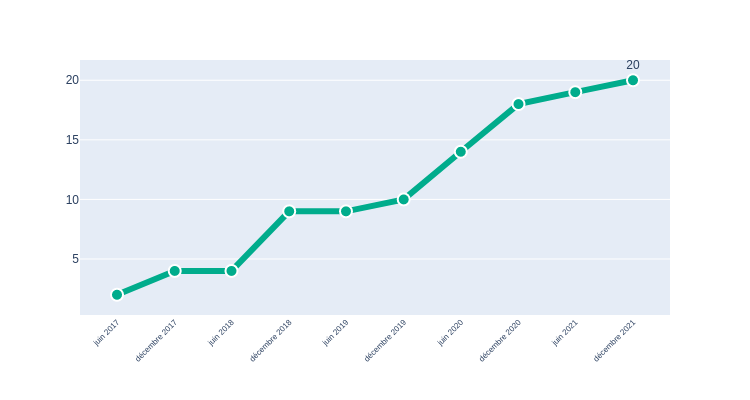 20
20
15
10
5
juin 2017
décembre 2017
juin 2018
décembre 2018
juin 2019
décembre 2019
juin 2020
décembre 2020
juin 2021
décembre 2021